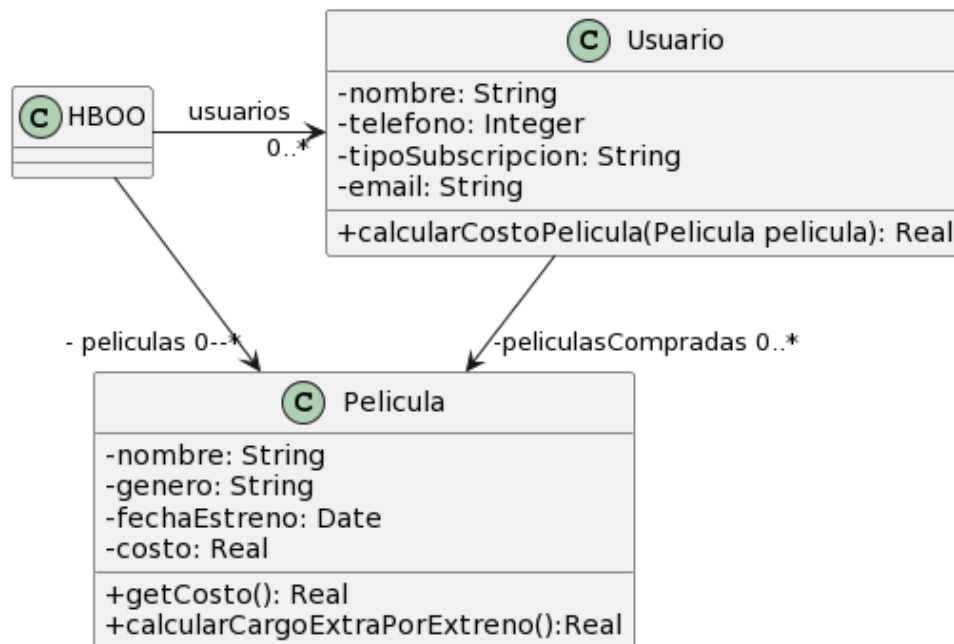 C Usuario
-nombre: String
-telefono: Integer
-tipoSubscripcion: String
-email: String
+calcularCostoPelicula(Pelicula pelicula): Real
C HBOO
usuarios
0..*
- peliculas 0--*
-peliculasCompradas 0..*
C Pelicula
-nombre: String
-genero: String
-fechaEstreno: Date
-costo: Real
+getCosto(): Real
+calcularCargoExtraPorExtreno():Real